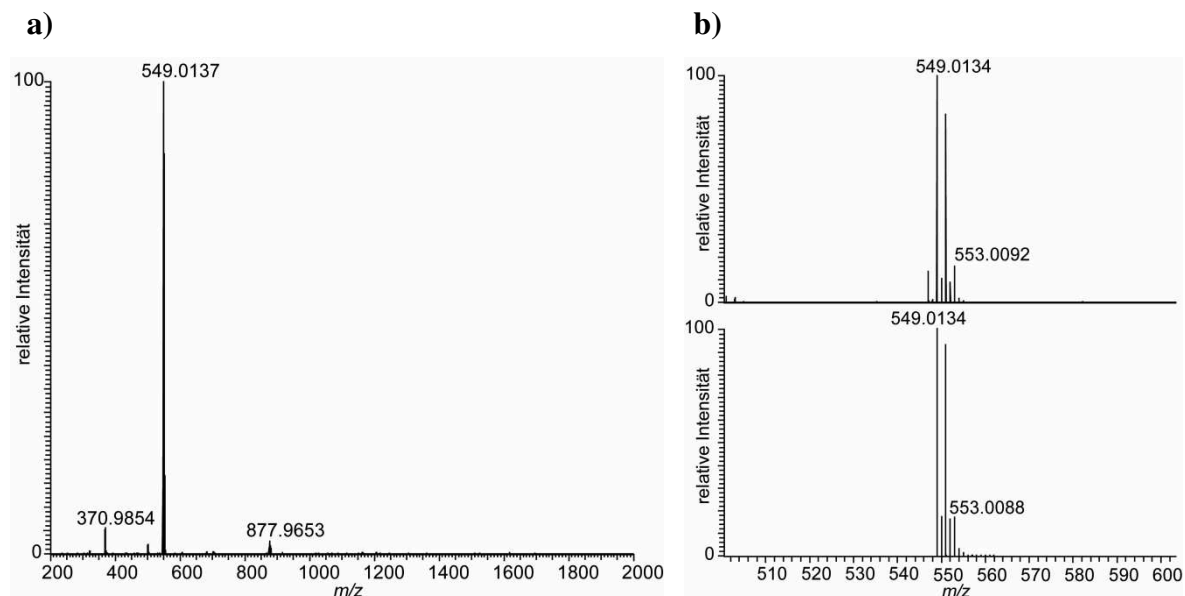 a)
549.0137
100
relative Intensität
370.9854
877.9653
0
200 400 600 800 1000 1200 1400 1600 1800 2000
m/z
b)
549.0134
100
relative Intensität
553.0092
0
549.0134
100
relative Intensität
553.0088
0
510 520 530 540 550 560 570 580 590 600
m/z